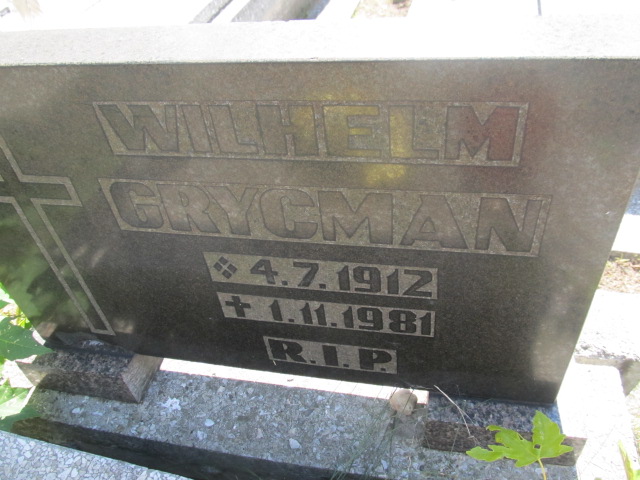 WILHELM
GRYCMAN
❖ 4.7.1912
✝ 1.11.1981
R.I.P.